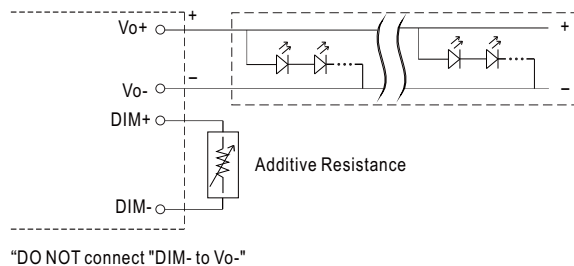 Vo+
+
+
Vo-
−
−
DIM+
Additive Resistance
DIM-
“DO NOT connect "DIM- to Vo-"